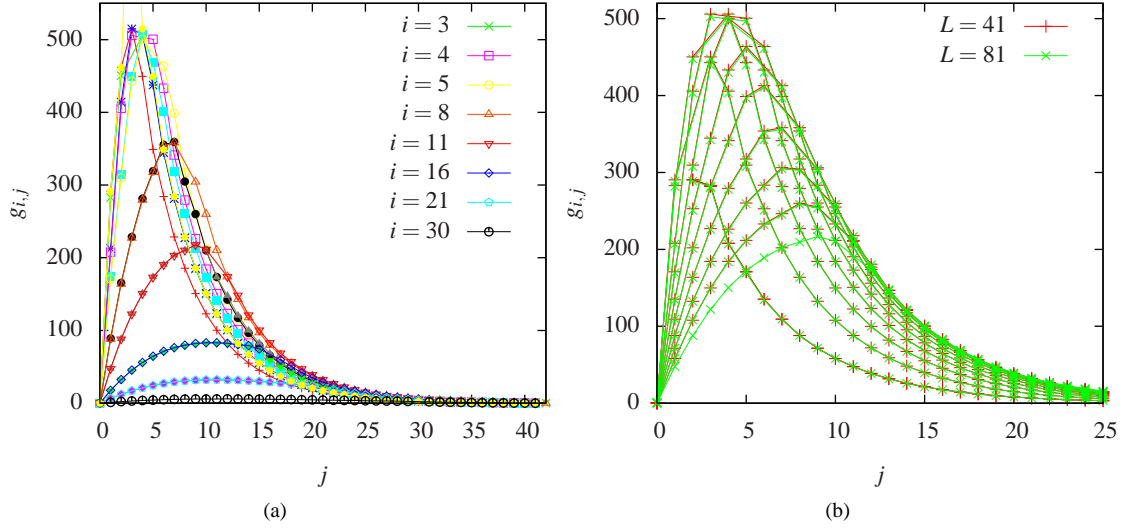 500
400
300
200
100
0
g_{i,j}
0 5 10 15 20 25 30 35 40
j
i = 3
i = 4
i = 5
i = 8
i = 11
i = 16
i = 21
i = 30
(a)
500
400
300
200
100
0
g_{i,j}
0 5 10 15 20 25
j
L = 41
L = 81
(b)